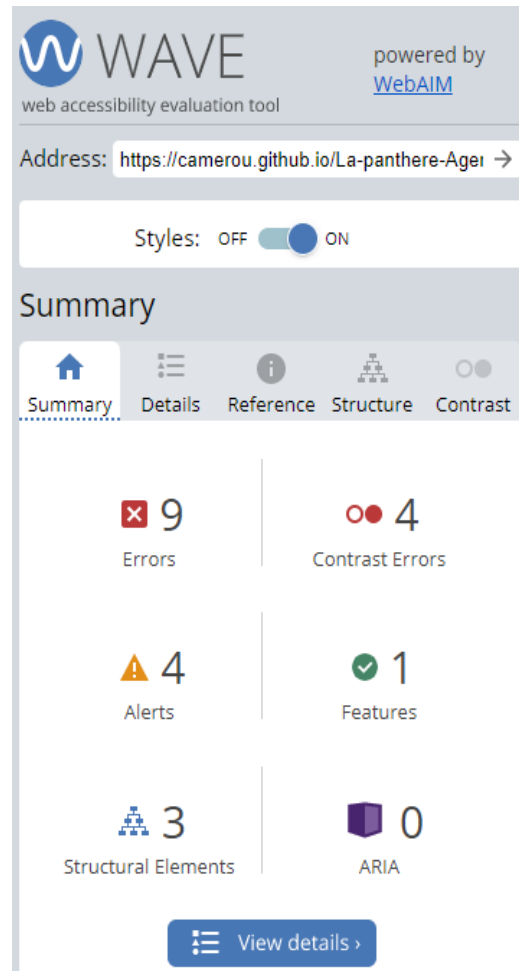 WAVE
powered by
WebAIM
web accessibility evaluation tool
Address: https://camerou.github.io/La-panthere-Ager
Styles: OFF ON
Summary
Summary Details Reference Structure Contrast
9 4
Errors Contrast Errors
4 1
Alerts Features
3 0
Structural Elements ARIA
View details ›